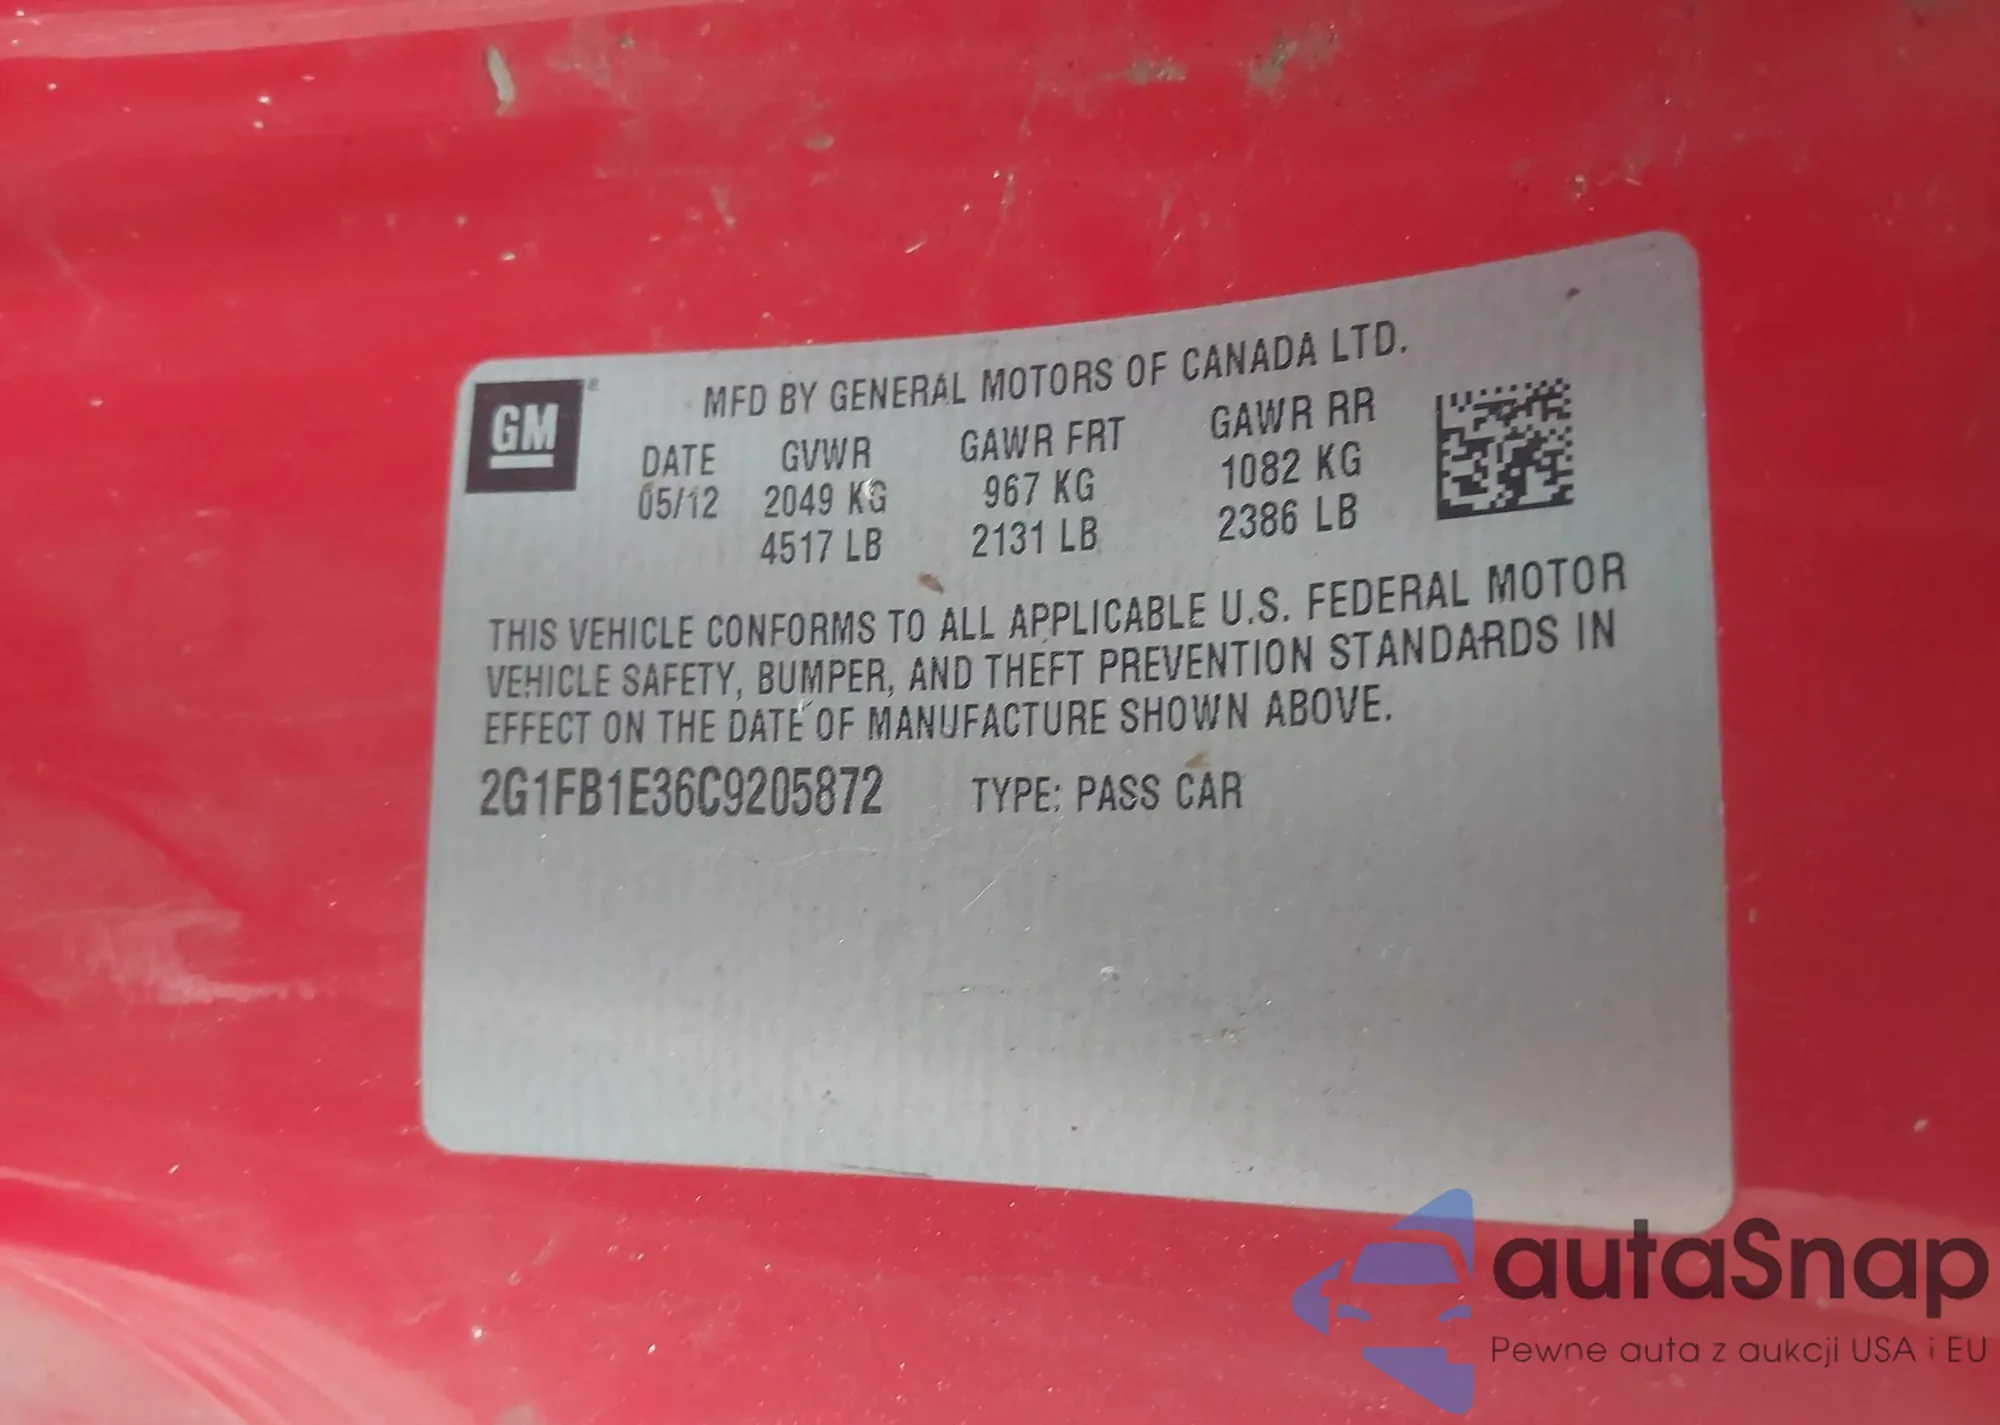 MFD BY GENERAL MOTORS OF CANADA LTD.
GM®
DATE GVWR GAWR FRT GAWR RR
05/12 2049 KG 967 KG 1082 KG
4517 LB 2131 LB 2386 LB
THIS VEHICLE CONFORMS TO ALL APPLICABLE U.S. FEDERAL MOTOR
VEHICLE SAFETY, BUMPER, AND THEFT PREVENTION STANDARDS IN
EFFECT ON THE DATE OF MANUFACTURE SHOWN ABOVE.
2G1FB1E36C9205872 TYPE: PASS CAR
autaSnap
Pewne auta z aukcji USA i EU